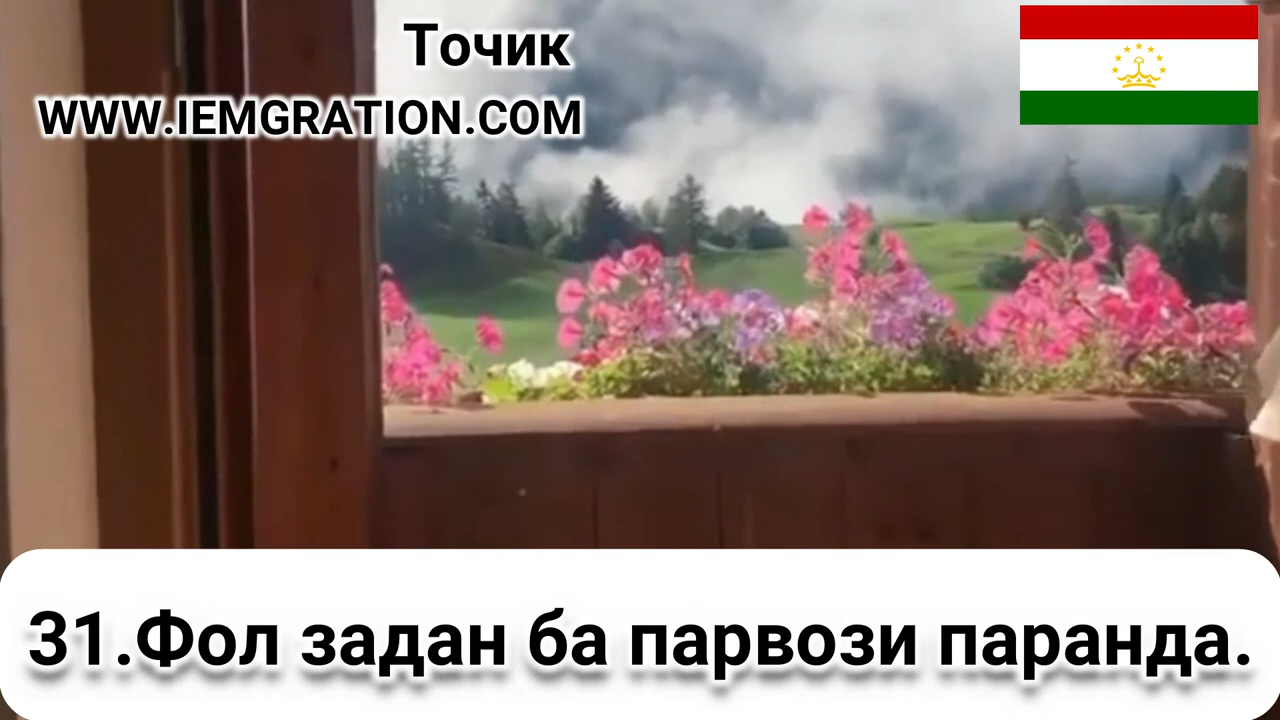 Точик
WWW.IEMGRATION.COM
31.Фол задан ба парвози паранда.